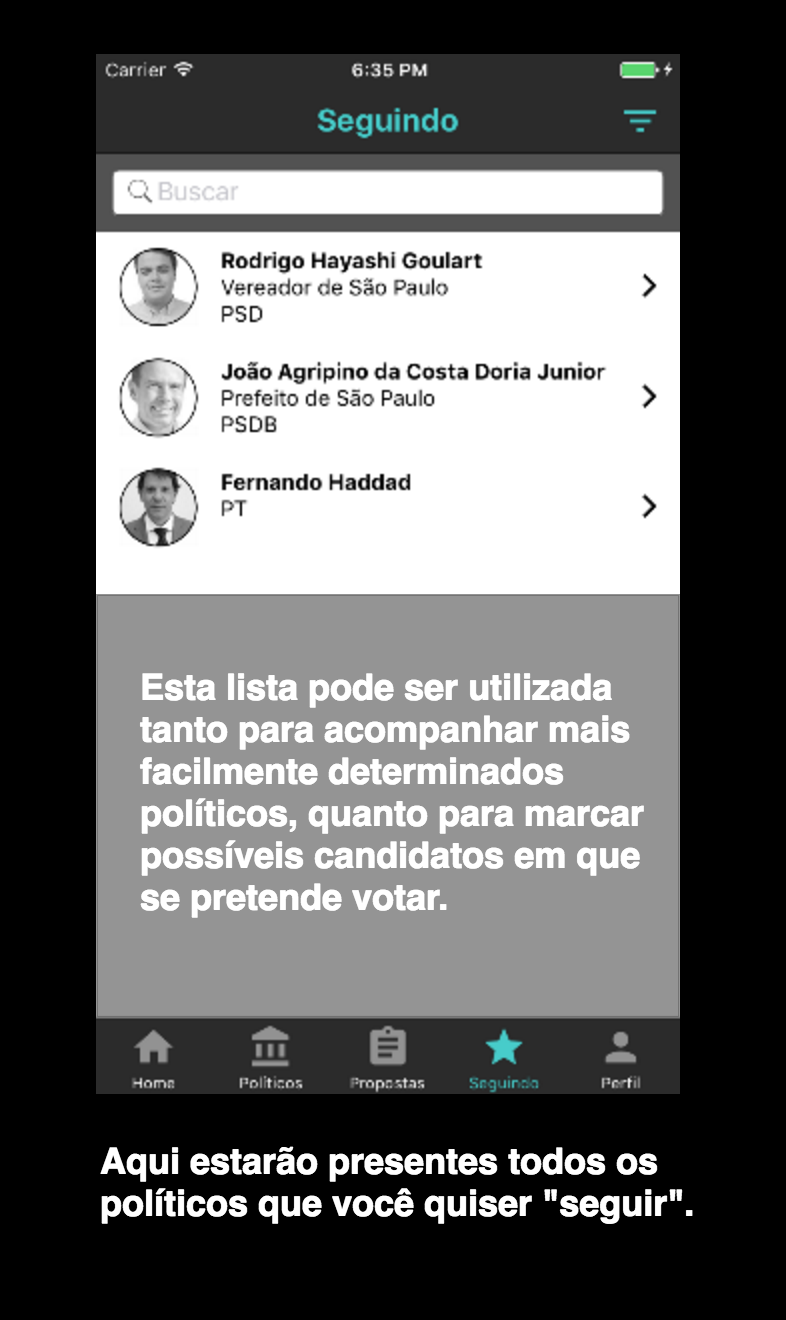 Carrier 6:35 PM
Seguindo
Buscar
Rodrigo Hayashi Goulart
Vereador de São Paulo
PSD
João Agripino da Costa Doria Junior
Prefeito de São Paulo
PSDB
Fernando Haddad
PT
Esta lista pode ser utilizada
tanto para acompanhar mais
facilmente determinados
políticos, quanto para marcar
possíveis candidatos em que
se pretende votar.
Home Políticos Propostas Seguindo Perfil
Aqui estarão presentes todos os
políticos que você quiser "seguir".